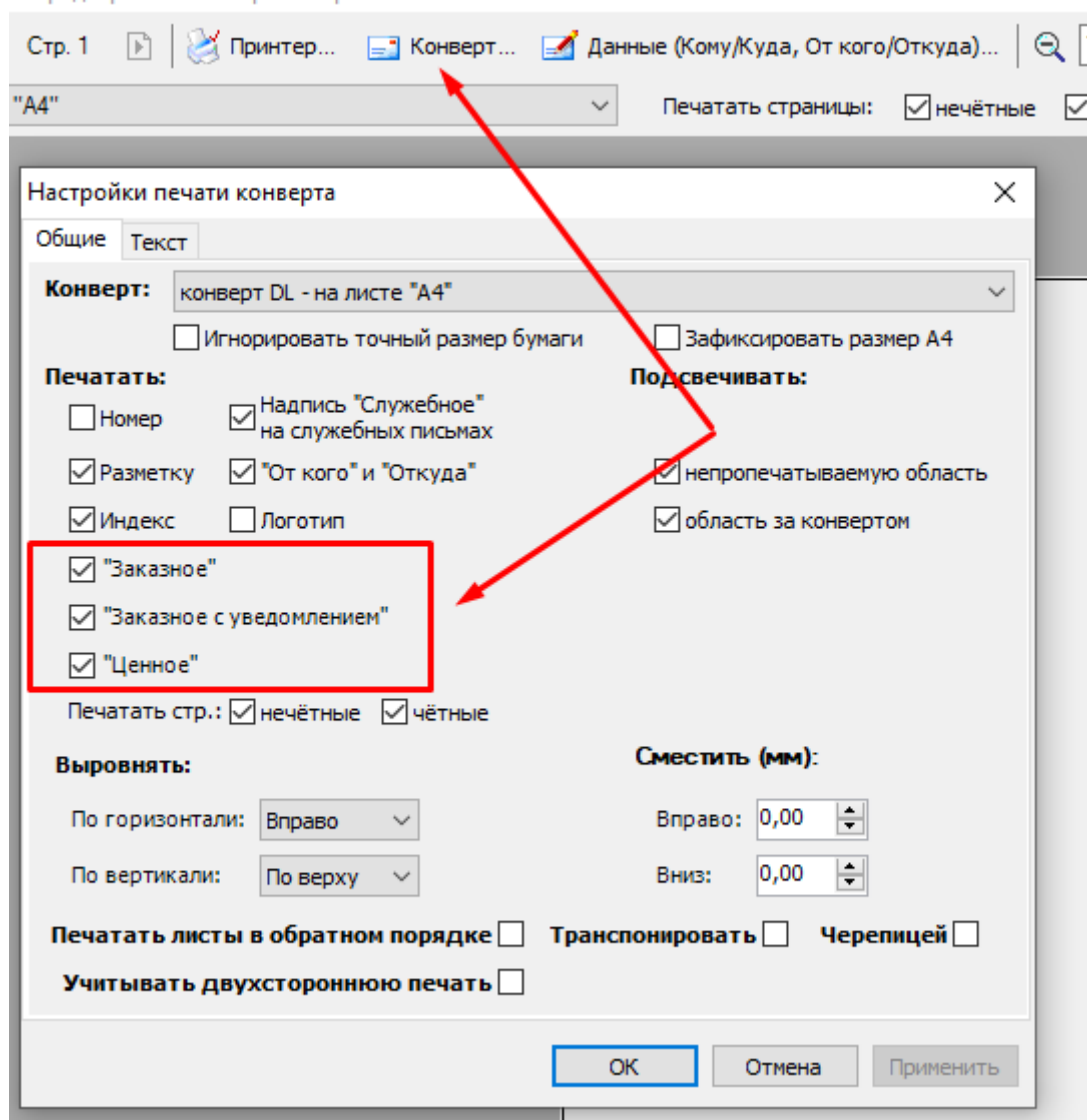 Стр. 1 Принтер... Конверт... Данные (Кому/Куда, От кого/Откуда)...
"A4" Печатать страницы: нечётные
Настройки печати конверта
Общие Текст
Конверт: конверт DL - на листе "A4"
Игнорировать точный размер бумаги Зафиксировать размер А4
Печатать: Подсвечивать:
Номер Надпись "Служебное"
на служебных письмах
Разметку "От кого" и "Откуда" непропечатываемую область
Индекс Логотип область за конвертом
"Заказное"
"Заказное с уведомлением"
"Ценное"
Печатать стр.: нечётные чётные
Выровнять: Сместить (мм):
По горизонтали: Вправо Вправо: 0,00
По вертикали: По верху Вниз: 0,00
Печатать листы в обратном порядке Транспонировать Черепицей
Учитывать двухстороннюю печать
ОК Отмена Применить